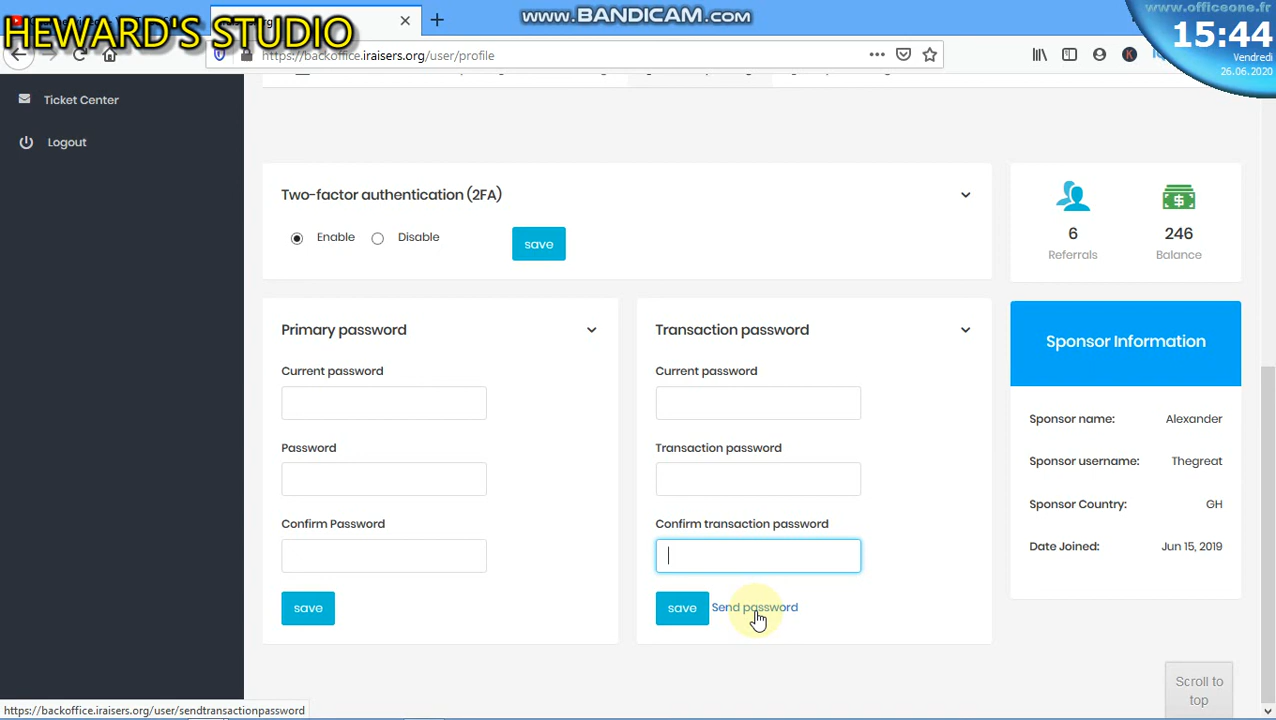 www.BANDICAM.com
www.officeone.fr
HEWARD'S STUDIO
15:44
Vendredi
26.06.2020
https://backoffice.iraisers.org/user/profile
Ticket Center
Logout
Two-factor authentication (2FA)
Enable
Disable
save
6
Referrals
246
Balance
Primary password
Current password
Password
Confirm Password
save
Transaction password
Current password
Transaction password
Confirm transaction password
save
Send password
Sponsor Information
Sponsor name: Alexander
Sponsor username: Thegreat
Sponsor Country: GH
Date Joined: Jun 15, 2019
Scroll to
top
https://backoffice.iraisers.org/user/sendtransactionpassword